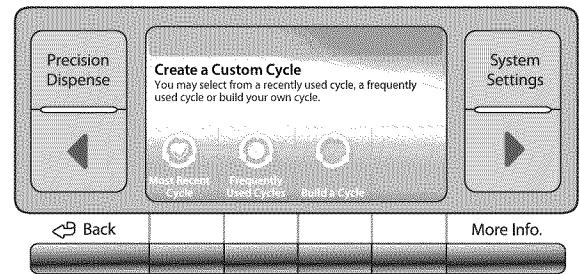 Precision
Dispense
Create a Custom Cycle
You may select from a recently used cycle, a frequently
used cycle or build your own cycle.
System
Settings
Most Recent
Cycle
Frequently
Used Cycles
Build a Cycle
Back
More Info.